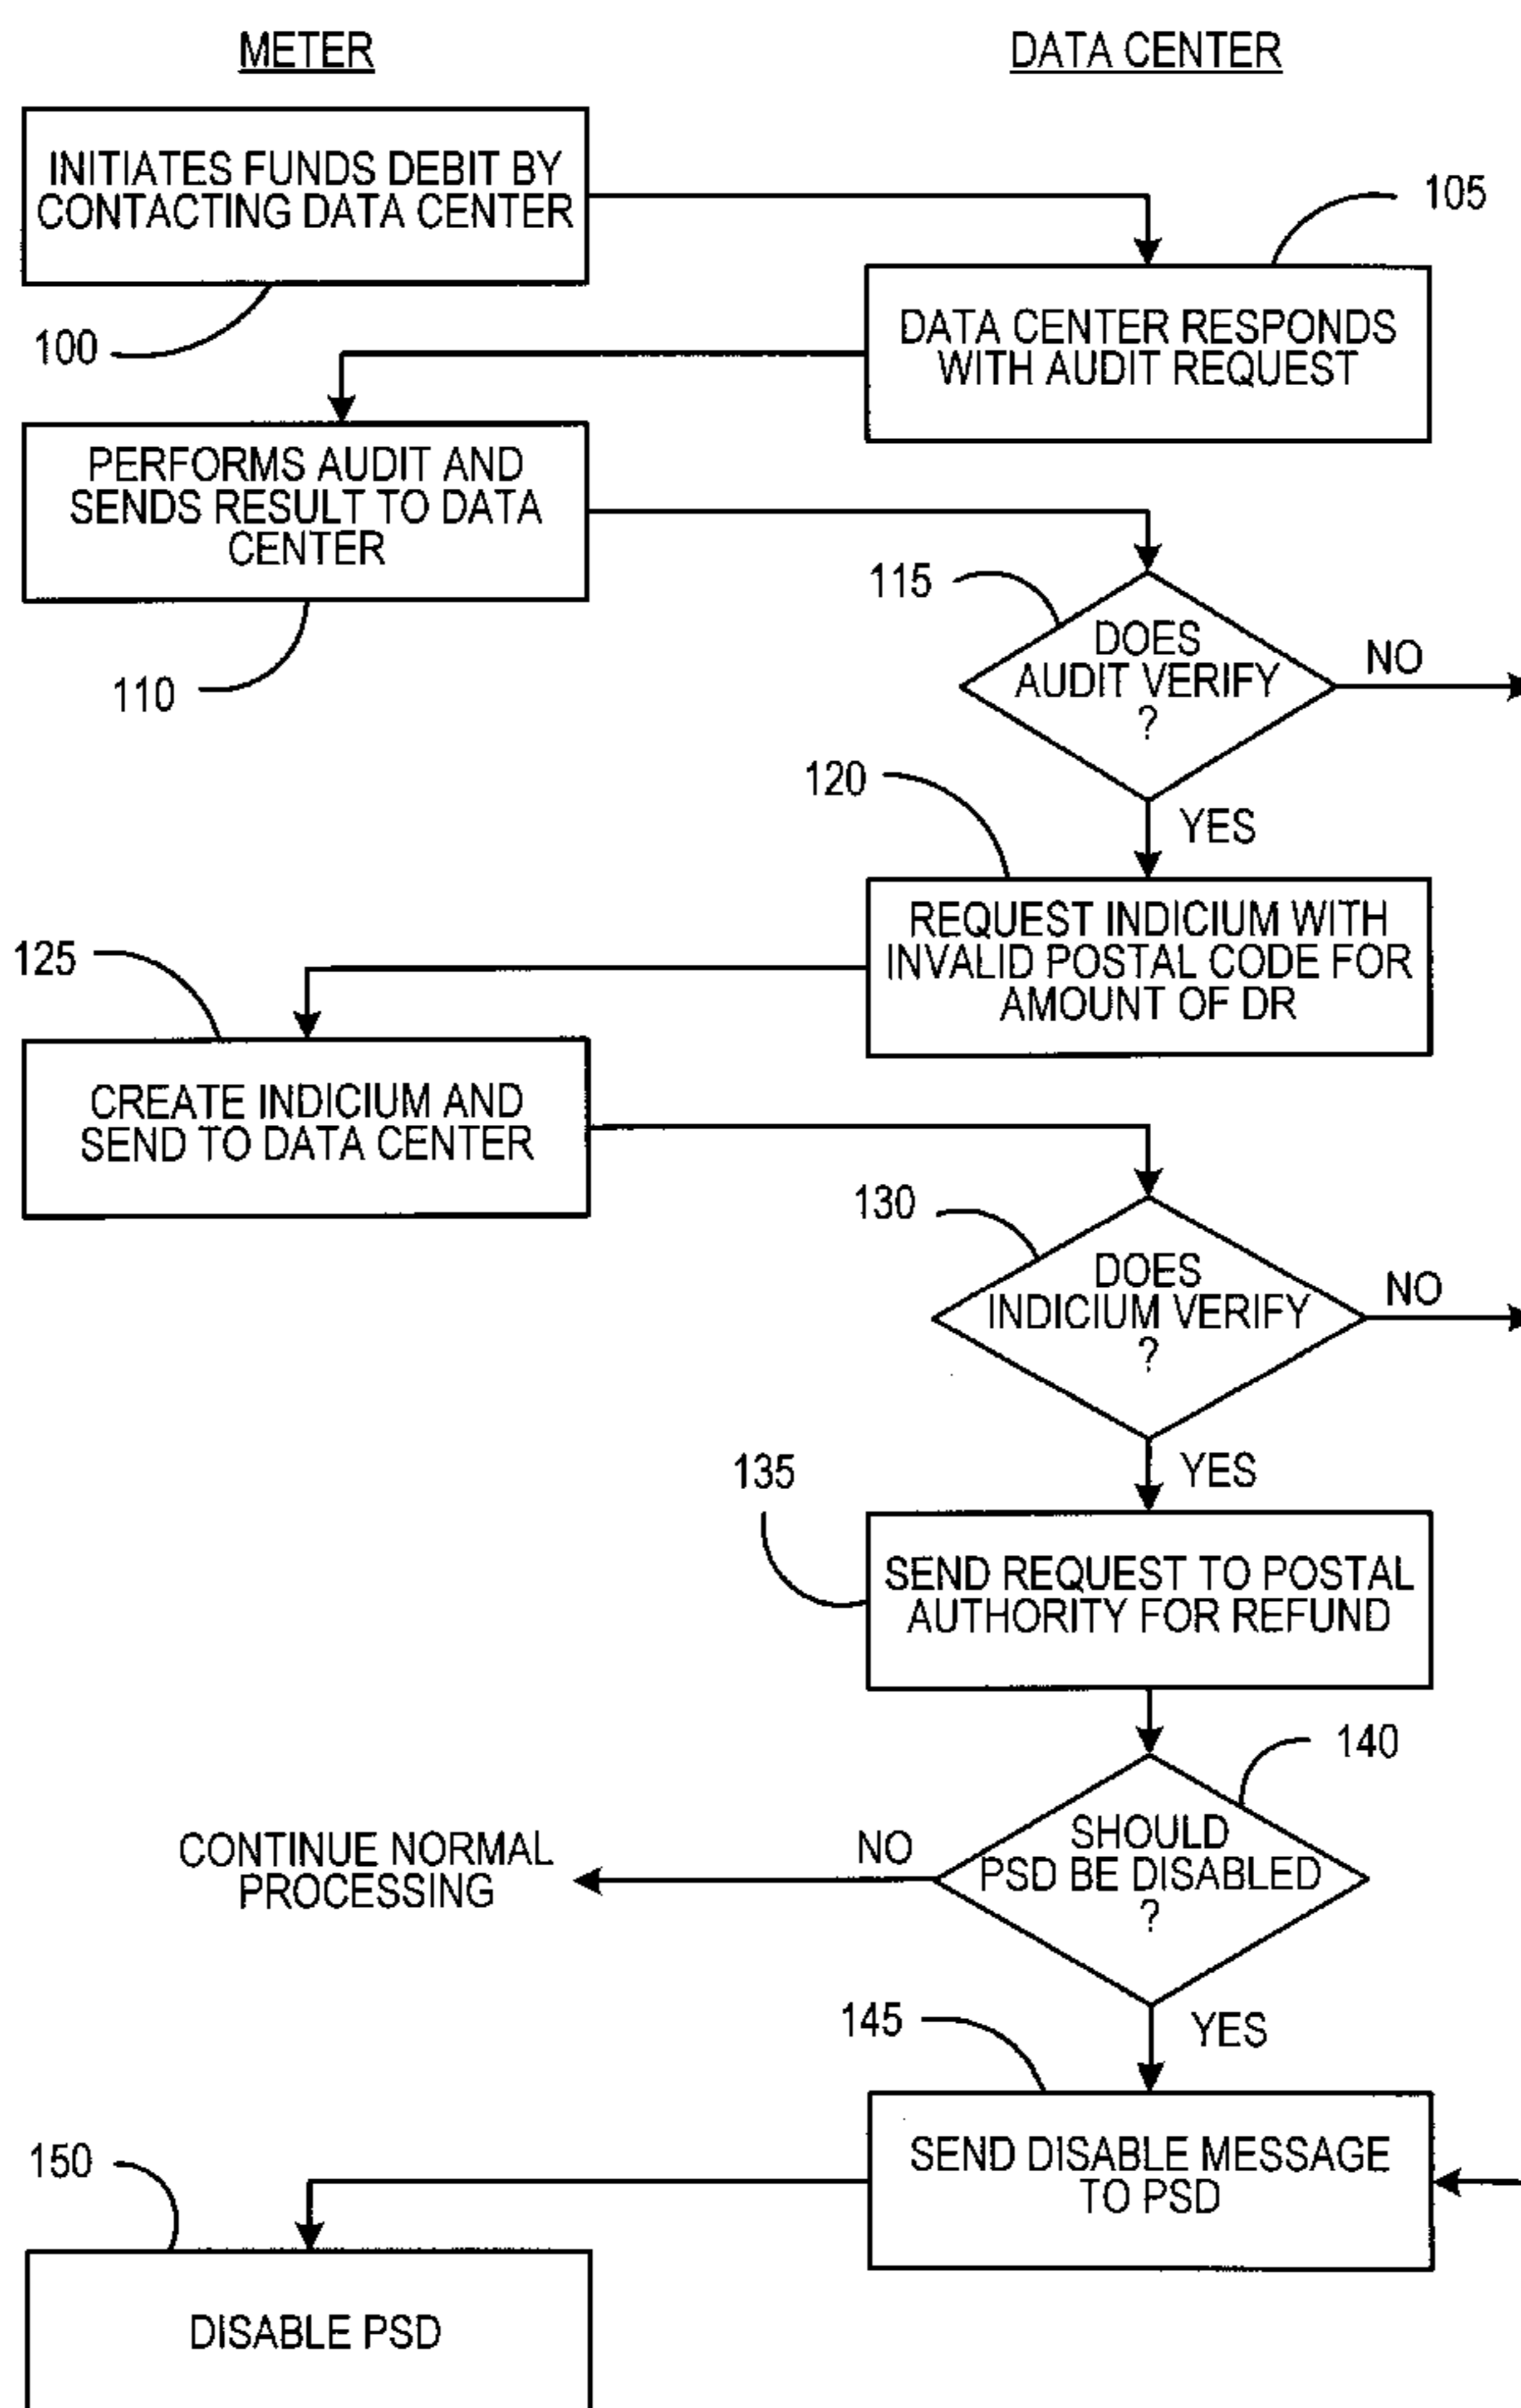 METER
DATA CENTER
INITIATES FUNDS DEBIT BY
CONTACTING DATA CENTER
105
100
DATA CENTER RESPONDS
WITH AUDIT REQUEST
PERFORMS AUDIT AND
SENDS RESULT TO DATA
CENTER
110
115
DOES
AUDIT VERIFY
?
NO
YES
120
REQUEST INDICIUM WITH
INVALID POSTAL CODE FOR
AMOUNT OF DR
125
CREATE INDICIUM AND
SEND TO DATA CENTER
130
DOES
INDICIUM VERIFY
?
NO
YES
135
SEND REQUEST TO POSTAL
AUTHORITY FOR REFUND
140
SHOULD
PSD BE DISABLED
?
NO
CONTINUE NORMAL
PROCESSING
YES
145
SEND DISABLE MESSAGE
TO PSD
150
DISABLE PSD